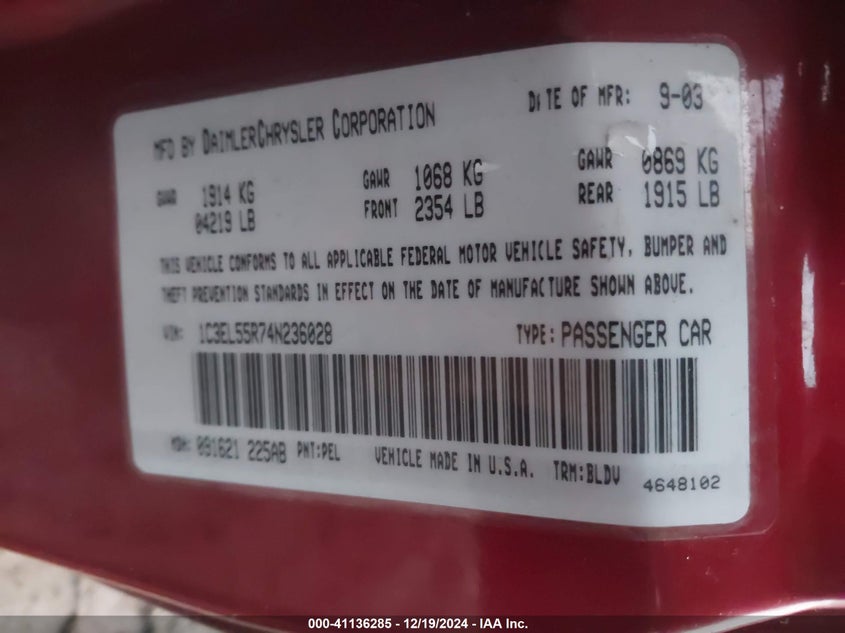 MFD BY DAIMLERCHRYSLER CORPORATION DATE OF MFR: 9-03
GVWR 1914 KG GAWR 1068 KG GAWR 0869 KG
04219 LB FRONT 2354 LB REAR 1915 LB
THIS VEHICLE CONFORMS TO ALL APPLICABLE FEDERAL MOTOR VEHICLE SAFETY, BUMPER AND
THEFT PREVENTION STANDARDS IN EFFECT ON THE DATE OF MANUFACTURE SHOWN ABOVE.
VIN: 1C3EL55R74N236028 TYPE: PASSENGER CAR
MDH: 091621 225AB PNT:PEL VEHICLE MADE IN U.S.A. TRM:BLDV 4648102
000-41136285 - 12/19/2024 - IAA Inc.